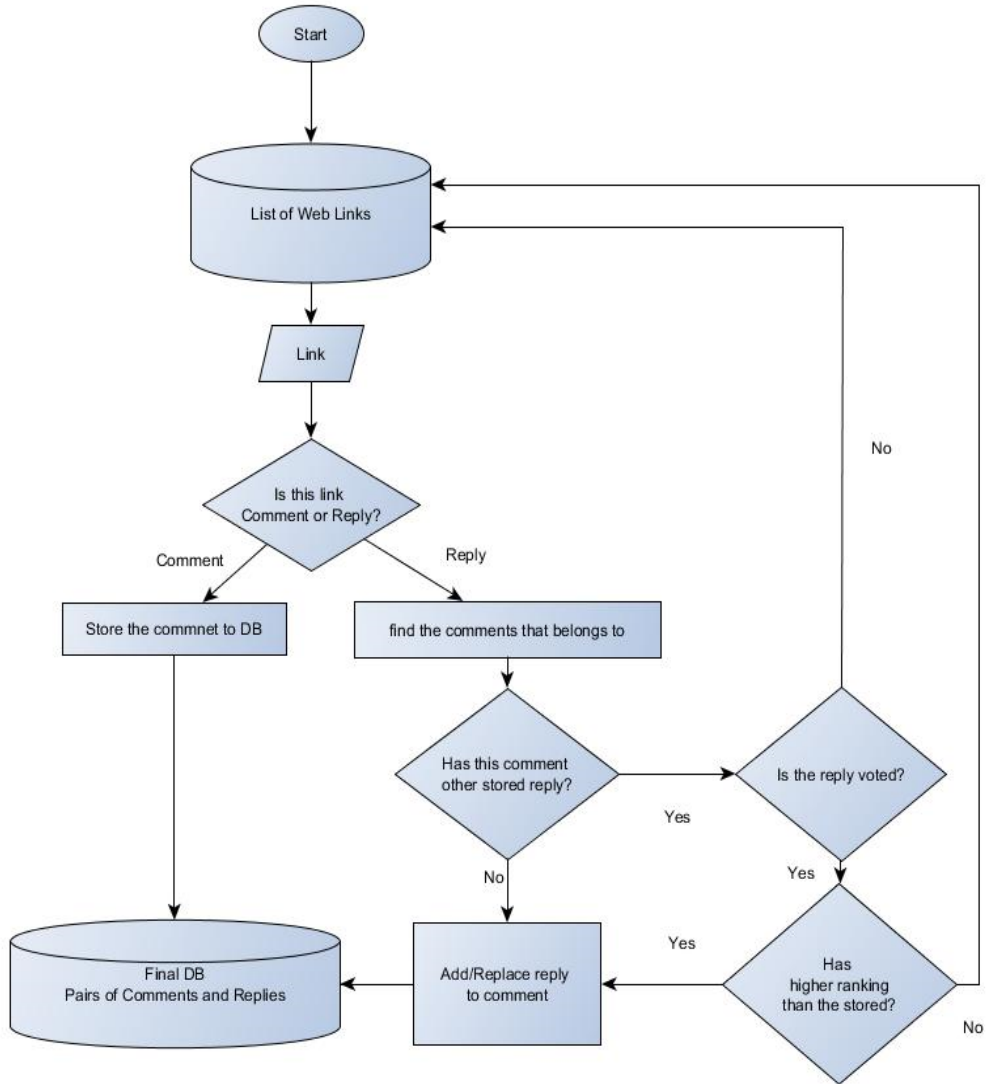 Start
List of Web Links
Link
No
Is this link
Comment or Reply?
Comment
Reply
Store the commnet to DB
find the comments that belongs to
Has this comment
other stored reply?
Is the reply voted?
Yes
No
Yes
Final DB
Pairs of Comments and Replies
Add/Replace reply
to comment
Yes
Has
higher ranking
than the stored?
No